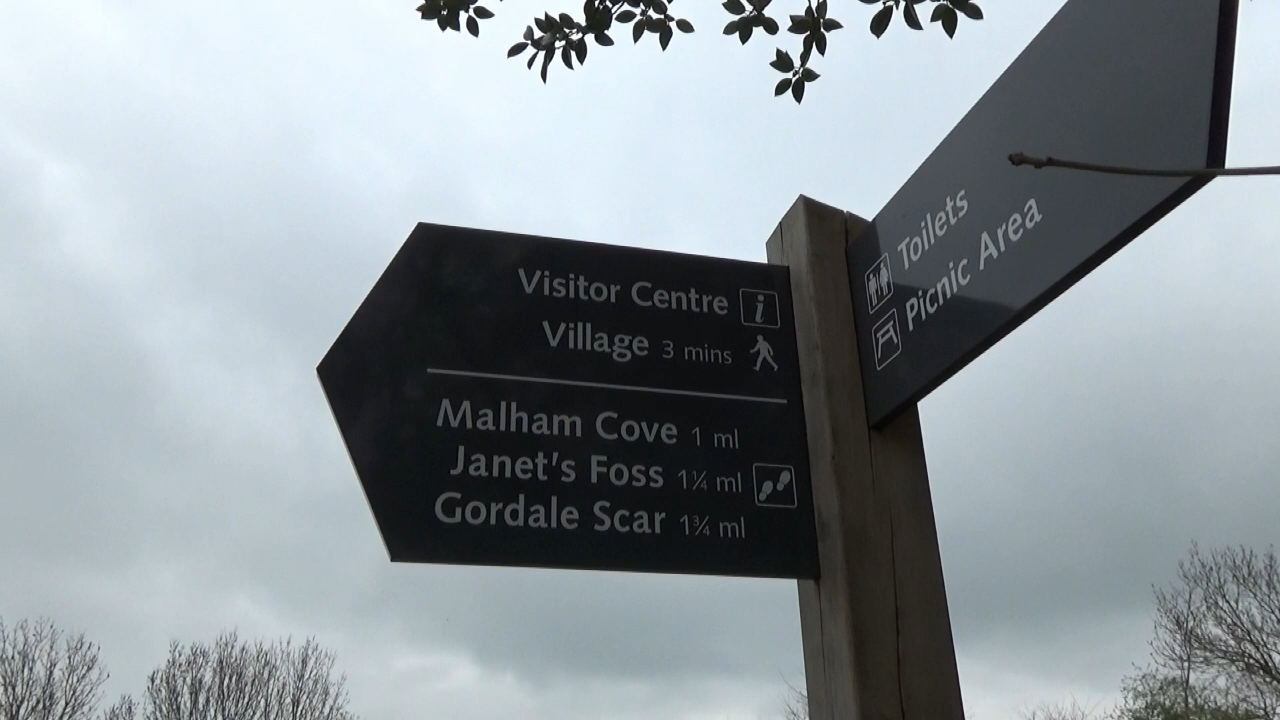 Visitor Centre i
Village 3 mins
Malham Cove 1 ml
Janet's Foss 1¼ ml
Gordale Scar 1¾ ml
Toilets
Picnic Area